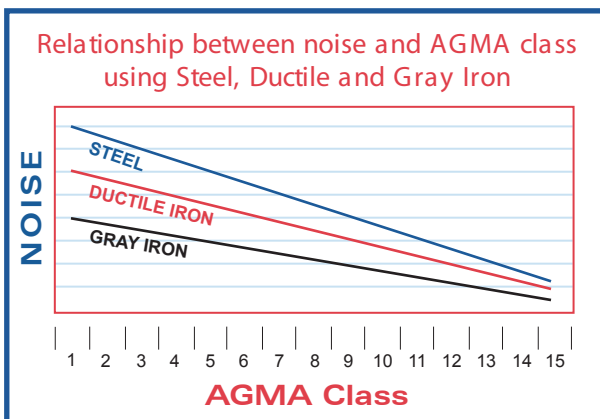 Relationship between noise and AGMA class
using Steel, Ductile and Gray Iron
NOISE
STEEL
DUCTILE IRON
GRAY IRON
1 2 3 4 5 6 7 8 9 10 11 12 13 14 15
AGMA Class